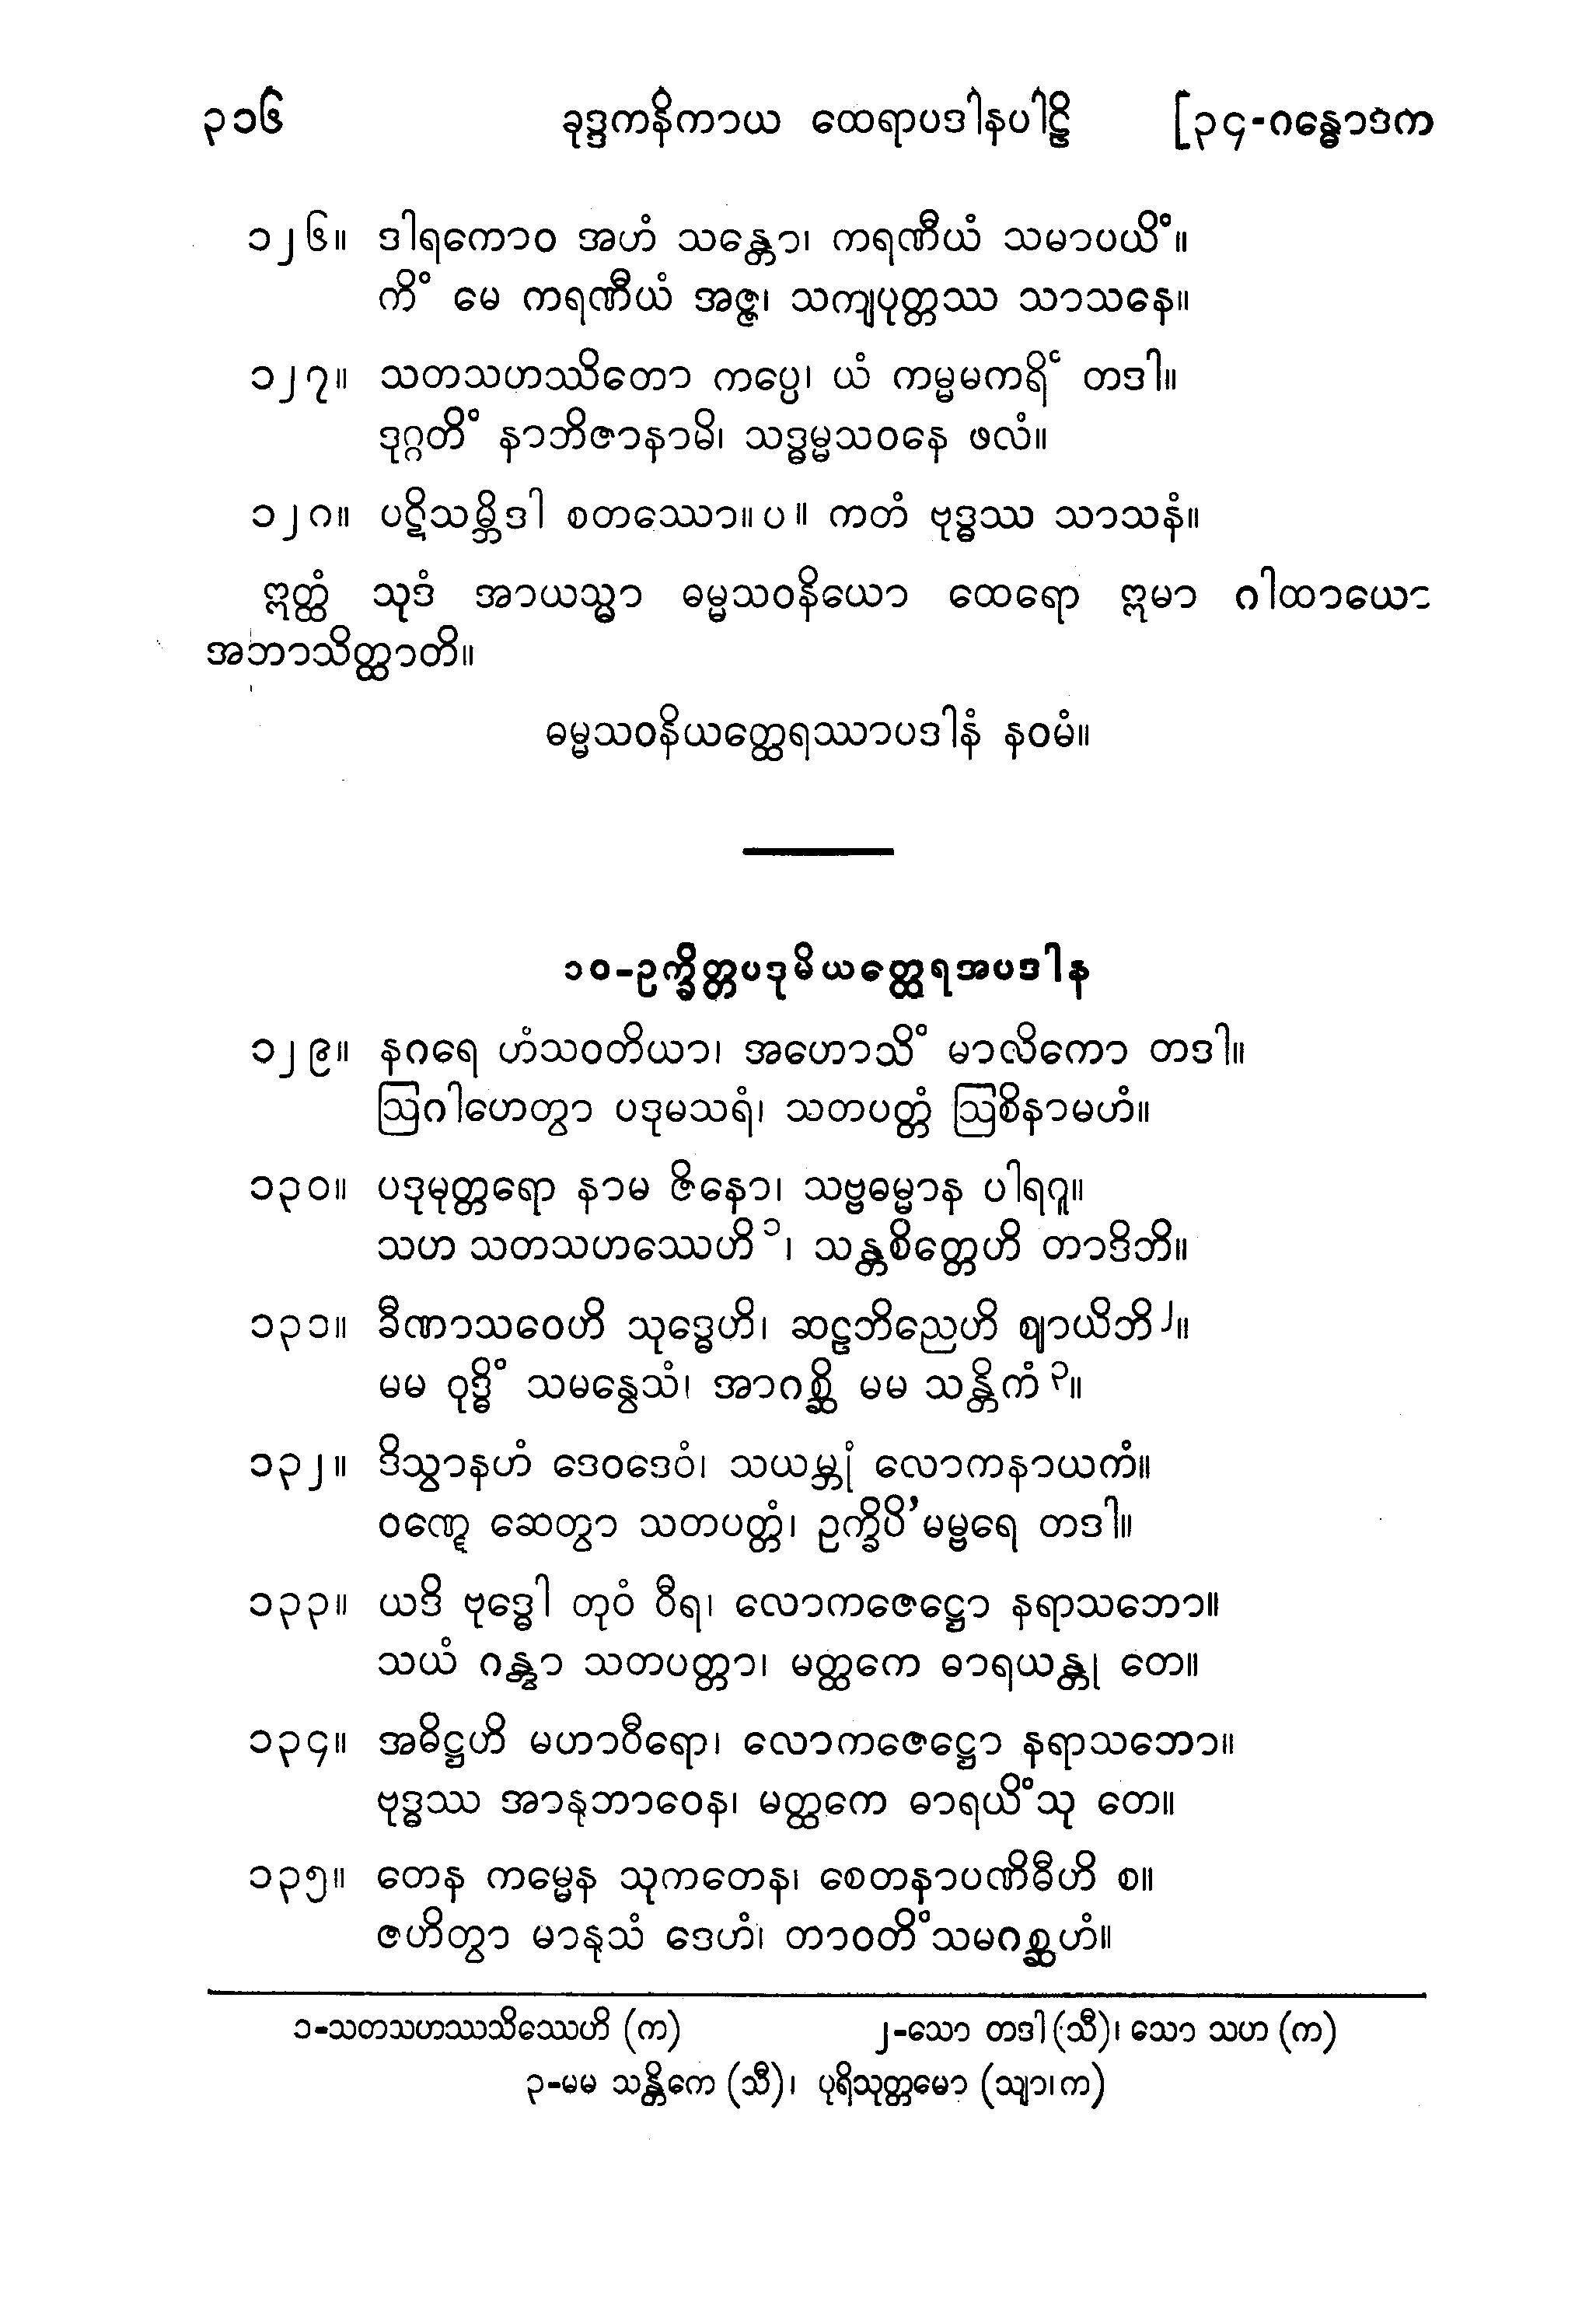 ၃၁၆ ခုဒ္ဒကနိကာယ ထေရာပဒါနပါဠိ [၃၄-ဂန္ဓောဒက
၁၂၆။ ဒါရကောဝ အဟံ သန္တော၊ ကရဏီယံ သမာပယိံ။
ကိံ မေ ကရဏီယံ အဇ္ဇ၊ သကျပုတ္တဿ သာသနေ။
၁၂၇။ သတသဟဿိတော ကပ္ပေ၊ ယံ ကမ္မမကရိံ တဒါ။
ဒုဂ္ဂတိံ နာဘိဇာနာမိ၊ သဒ္ဓမ္မသဝနေ ဖလံ။
၁၂၈။ ပဋိသမ္ဘိဒါ စတဿော။ပ။ ကတံ ဗုဒ္ဓဿ သာသနံ။
ဣတ္ထံ သုဒံ အာယသ္မာ ဓမ္မသဝနိယော ထေရော ဣမာ ဂါထာယော
အဘာသိတ္ထာတိ။
ဓမ္မသဝနိယတ္ထေရဿာပဒါနံ နဝမံ။
၁၀-ဥက္ခိတ္တပဒုမိယတ္ထေရအပဒါန
၁၂၉။ နဂရေ ဟံသဝတိယာ၊ အဟောသိံ မာလိကော တဒါ။
ဩဂါဟေတွာ ပဒုမသရံ၊ သတပတ္တံ ဩစိနာမဟံ။
၁၃၀။ ပဒုမုတ္တရော နာမ ဇိနော၊ သဗ္ဗဓမ္မာန ပါရဂူ။
သဟ သတသဟဿေဟိ၁၊ သန္တစိတ္တေဟိ တာဒိဘိ။
၁၃၁။ ခီဏာသဝေဟိ သုဒ္ဓေဟိ၊ ဆဠဘိညေဟိ ဈာယိဘိ၂။
မမ ဝုဒ္ဓိံ သမန္வေသံ၊ အာဂစ္ဆိ မမ သန္တိကံ၃။
၁၃၂။ ဒိသွာနဟံ ဒေဝဒေဝံ၊ သယမ္ဘုံ လောကနာယကံ။
ဝဏ္ဋေ ဆေတွာ သတပတ္တံ၊ ဥက္ခိပိ’မမ္ဗရေ တဒါ။
၁၃၃။ ယဒိ ဗုဒ္ဓေါ တုဝံ ဝီရ၊ လောကဇေဋ္ဌော နရာသဘော။
သယံ ဂန္တွာ သတပတ္တာ၊ မတ္ထကေ ဓာရယန္တု တေ။
၁၃၄။ အဓိဋ္ဌဟိ မဟာဝီရော၊ လောကဇေဋ္ဌော နရာသဘော။
ဗုဒ္ဓဿ အာနုဘာဝေန၊ မတ္ထကေ ဓာရယိံသု တေ။
၁၃၅။ တေန ကမ္မေန သုကတေန၊ စေတနာပဏိဓီဟိ စ။
ဇဟိတွာ မာနုသံ ဒေဟံ၊ တာဝတိံသမဂစ္ဆဟံ။
၁-သတသဟဿသိဿေဟိ (က) ၂-သော တဒါ (သီ)၊ သော သဟ (က)
၃-မမ သန္တိကေ (သီ)၊ ပုရိသုတ္တမော (သျာ၊က)